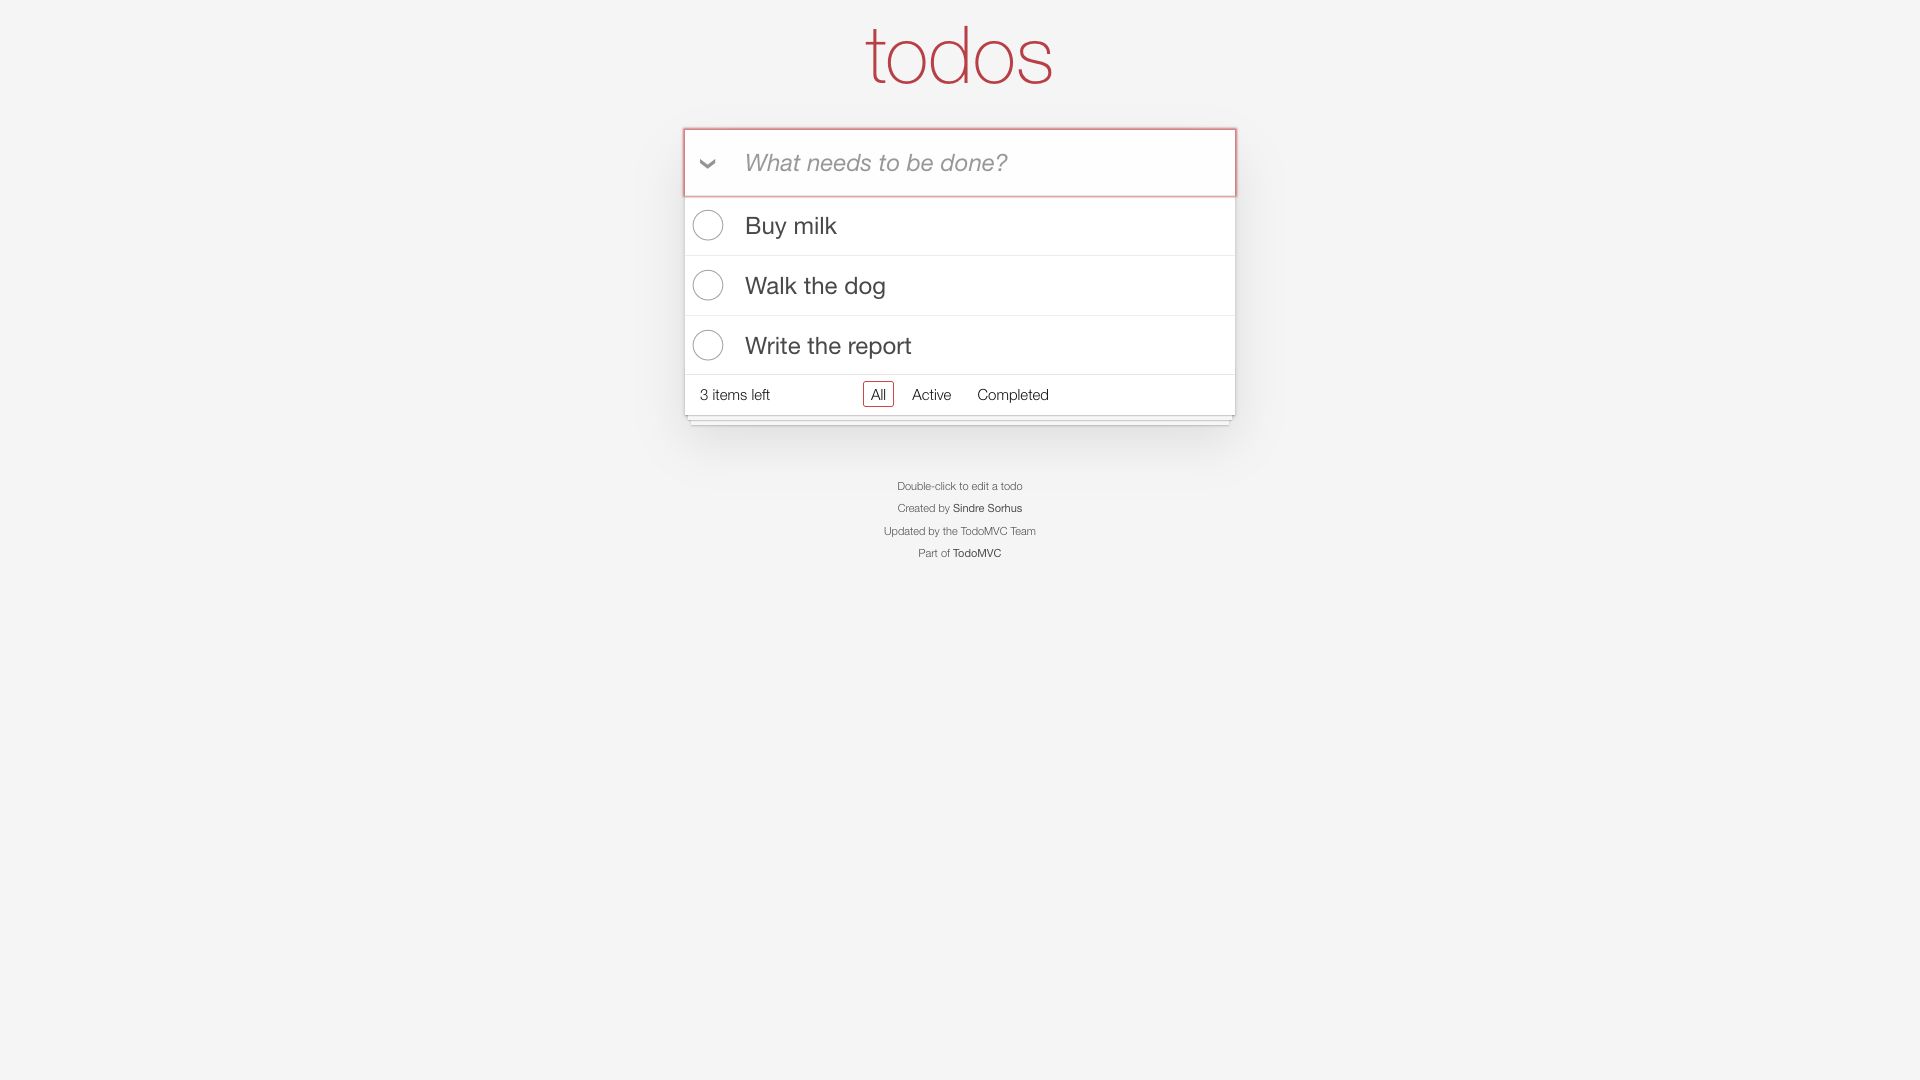 todos
What needs to be done?
Buy milk
Walk the dog
Write the report
3 items left All Active Completed
Double-click to edit a todo
Created by Sindre Sorhus
Updated by the TodoMVC Team
Part of TodoMVC